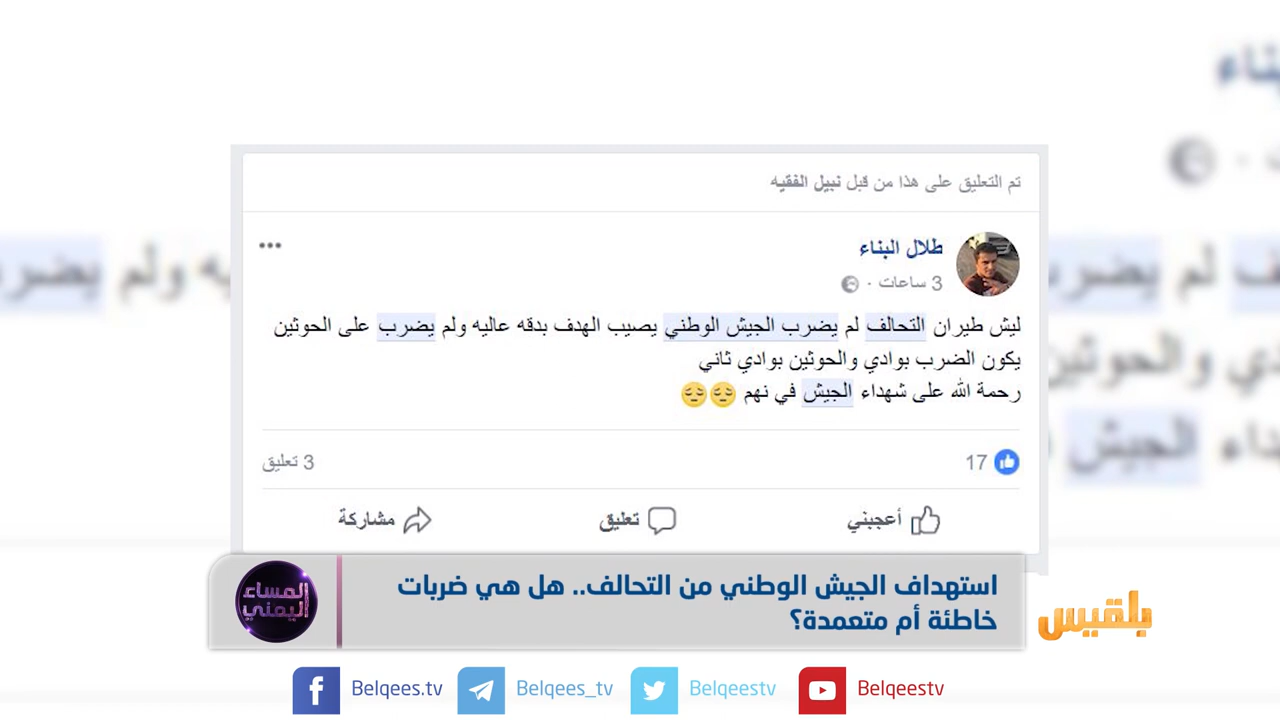 تم التعليق على هذا من قبل نبيل الفقيه
طلال البناء
3 ساعات ·
ليش طيران التحالف لم يضرب الجيش الوطني يصيب الهدف بدقه عاليه ولم يضرب على الحوثين
يكون الضرب بوادي والحوثين بوادي ثاني
رحمة الله على شهداء الجيش في نهم
17
3 تعليق
أعجبني
تعليق
مشاركة
استهداف الجيش الوطني من التحالف.. هل هي ضربات
خاطئة أم متعمدة؟
المساء
اليمني
بلقيس
Belqees.tv
Belqees_tv
Belqeestv
Belqeestv